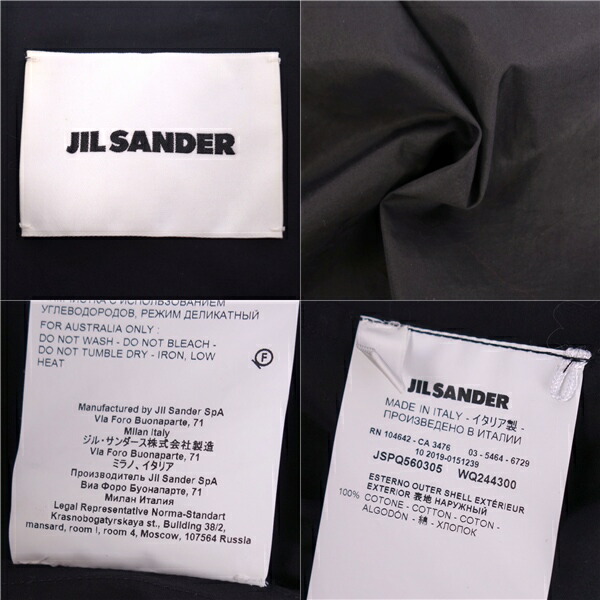 JIL SANDER
УГЛЕВОДОРОДОВ, РЕЖИМ ДЕЛИКАТНЫЙ
FOR AUSTRALIA ONLY :
DO NOT WASH - DO NOT BLEACH -
DO NOT TUMBLE DRY - IRON, LOW
HEAT
F
Manufactured by Jil Sander SpA
Via Foro Buonaparte, 71
Milan Italy
ジル・サンダース株式会社製造
Via Foro Buonaparte, 71
ミラノ、イタリア
Производитель Jil Sander SpA
Виа Форо Буонапарте, 71
Милан Италия
Legal Representative Norma-Standart
Krasnobogatyrskaya st., Building 38/2,
mansard, room I, room 4, Moscow, 107564 Russia
JIL SANDER
MADE IN ITALY - イタリア製 -
ПРОИЗВЕДЕНО В ИТАЛИИ
RN 104642 - CA 3476 03 - 5464 - 6729
10 2019-0151239
JSPQ560305 WQ244300
ESTERNO OUTER SHELL EXTÉRIEUR
EXTERIOR 表地 НАРУЖНЫЙ
100% COTONE - COTTON - COTON -
ALGODÓN - 綿 - ХЛОПОК